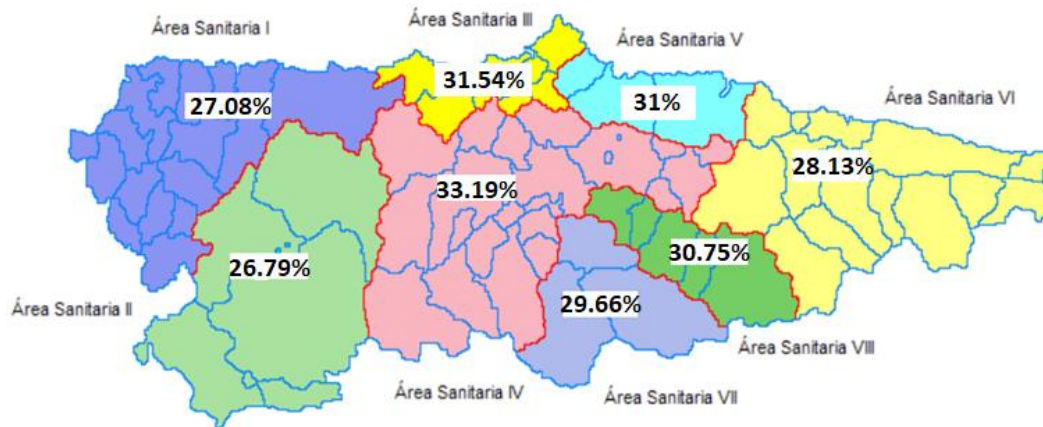 Área Sanitaria III
Área Sanitaria I
Área Sanitaria V
31.54%
Área Sanitaria VI
27.08%
31%
28.13%
33.19%
30.75%
26.79%
29.66%
Área Sanitaria II
Área Sanitaria VIII
Área Sanitaria IV
Área Sanitaria VII